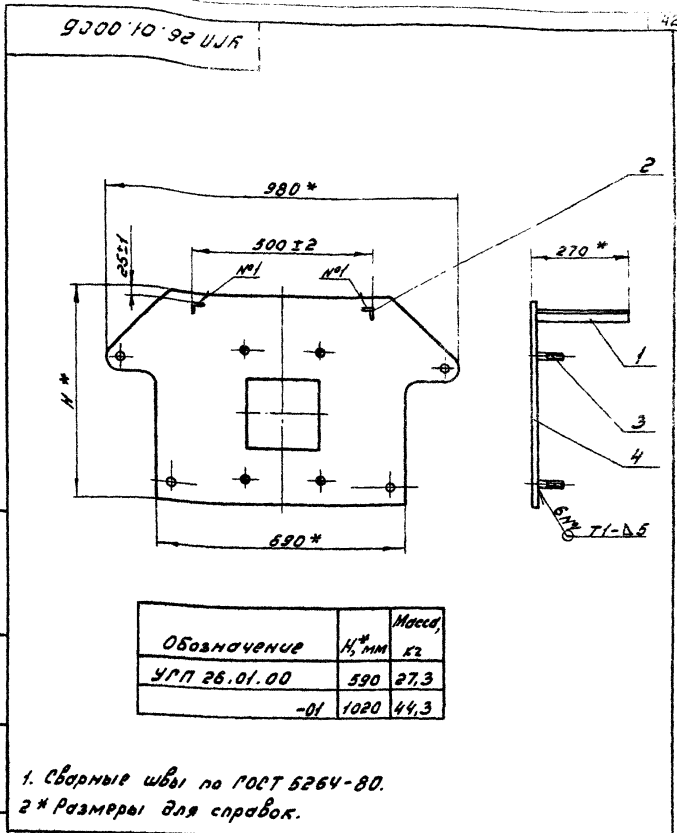 42
УГП 26.01.00СБ
980*
2
500±2
270*
25±1
№1
№1
1
H*
3
4
6 №1
T1-Δ5
690*
Обозначение H,* мм Масса, кг
УГП 26.01.00 590 27,3
-01 1020 44,3
1. Сварные швы по ГОСТ 5264-80.
2* Размеры для справок.